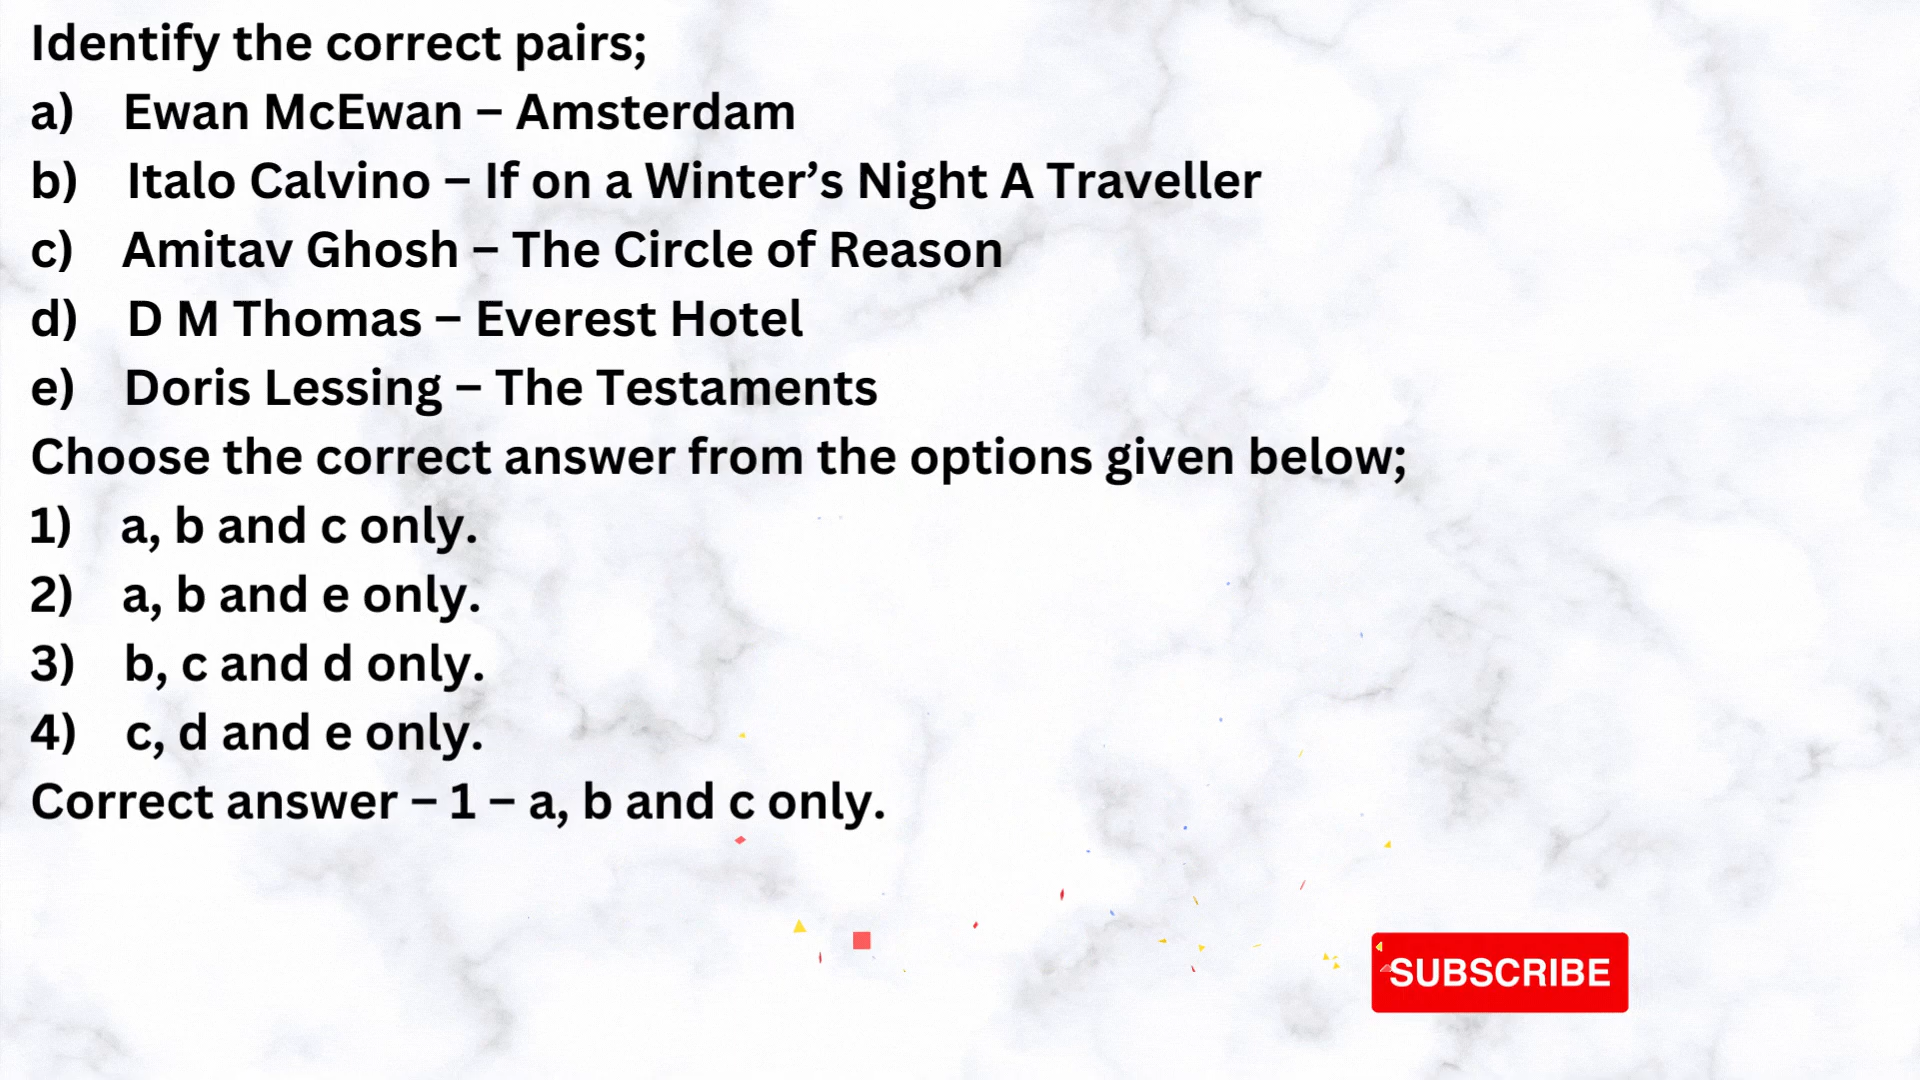 Identify the correct pairs;
a) Ewan McEwan – Amsterdam
b) Italo Calvino – If on a Winter’s Night A Traveller
c) Amitav Ghosh – The Circle of Reason
d) D M Thomas – Everest Hotel
e) Doris Lessing – The Testaments
Choose the correct answer from the options given below;
1) a, b and c only.
2) a, b and e only.
3) b, c and d only.
4) c, d and e only.
Correct answer – 1 – a, b and c only.
SUBSCRIBE